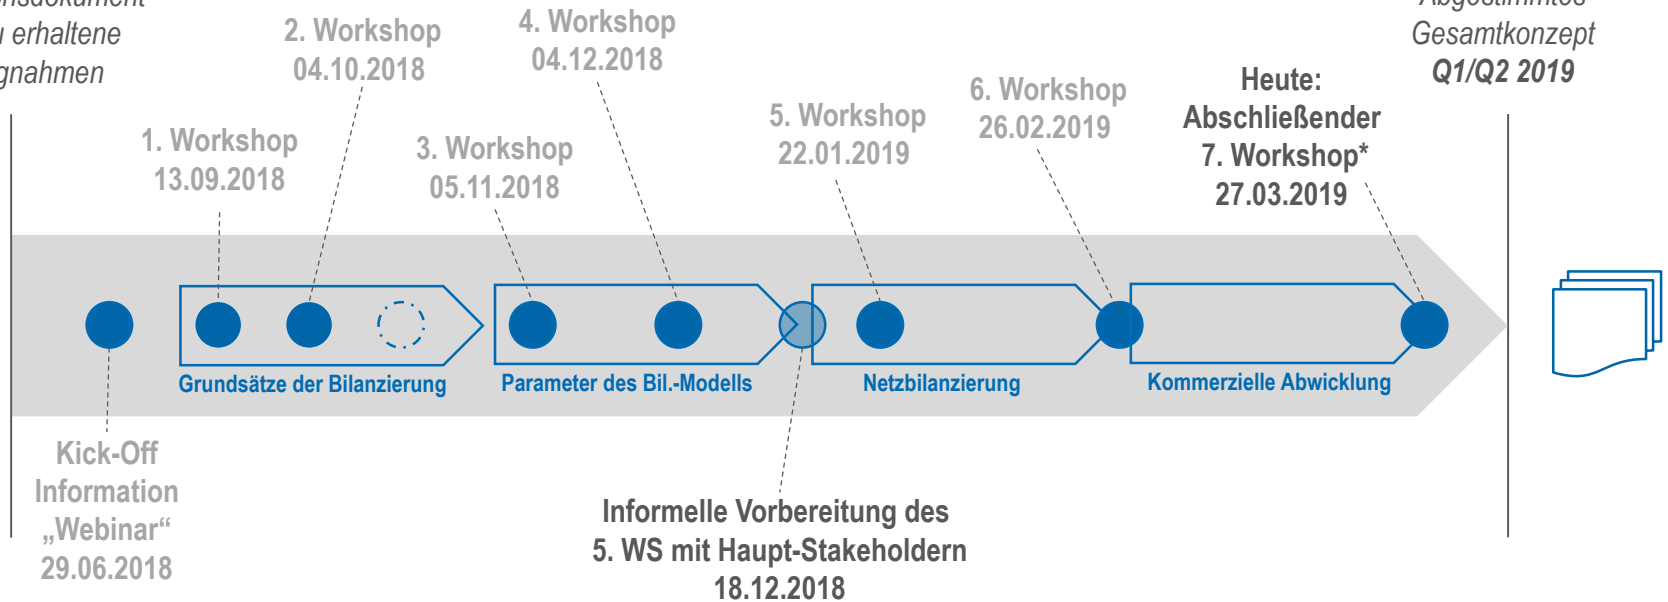 erhaltene
2. Workshop
04.10.2018
4. Workshop
04.12.2018
Abgestimmtes
Gesamtkonzept
Q1/Q2 2019
1. Workshop
13.09.2018
3. Workshop
05.11.2018
5. Workshop
22.01.2019
6. Workshop
26.02.2019
Heute:
Abschließender
7. Workshop*
27.03.2019
Grundsätze der Bilanzierung
Parameter des Bil.-Modells
Netzbilanzierung
Kommerzielle Abwicklung
Kick-Off
Information
„Webinar“
29.06.2018
Informelle Vorbereitung des
5. WS mit Haupt-Stakeholdern
18.12.2018